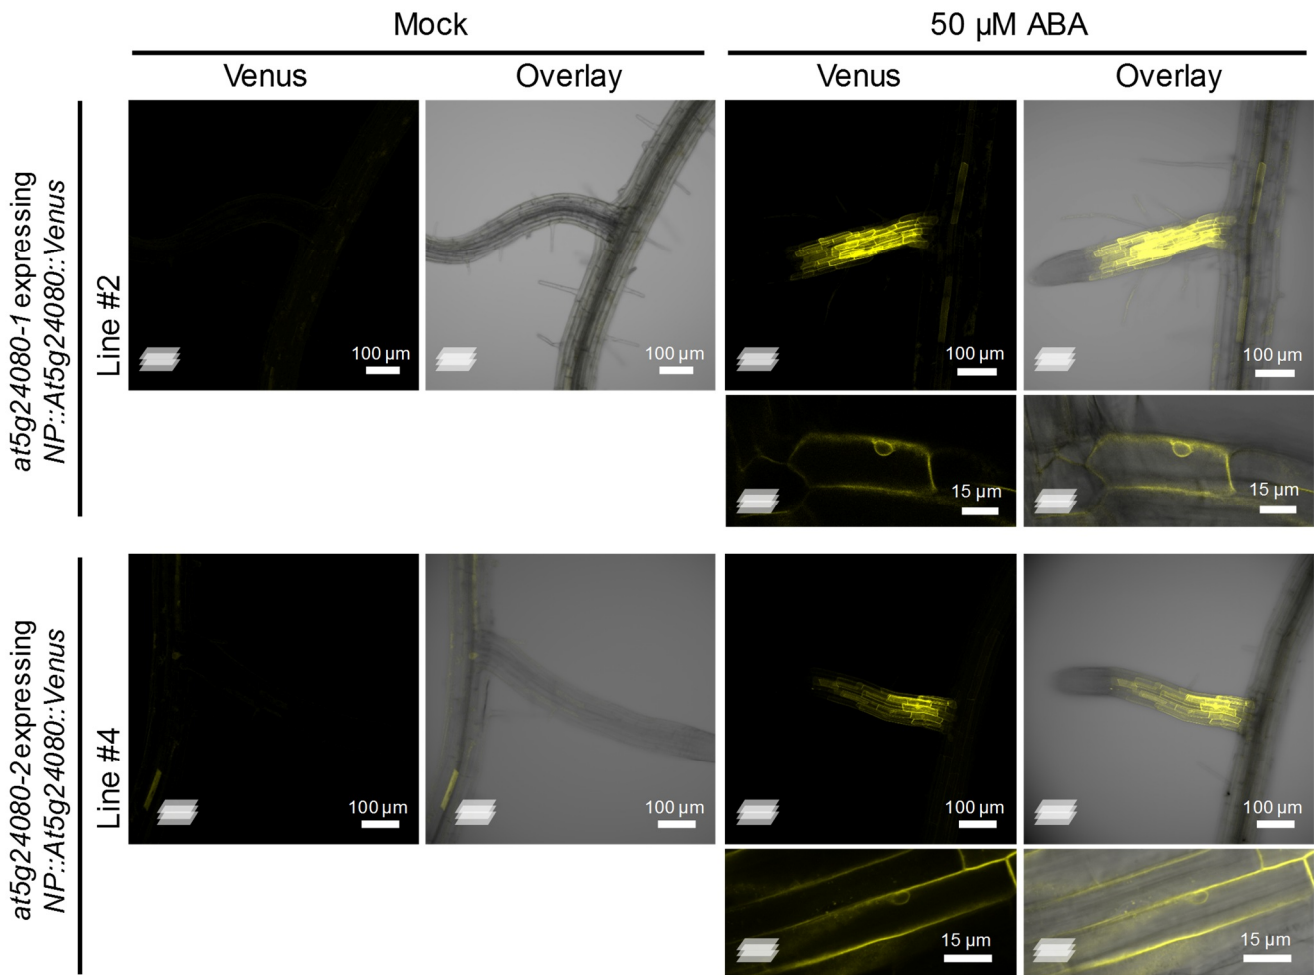 Mock
50 µM ABA
Venus
Overlay
Venus
Overlay
at5g24080-1 expressing
NP::At5g24080::Venus
Line #2
100 µm
100 µm
100 µm
100 µm
15 µm
15 µm
at5g24080-2 expressing
NP::At5g24080::Venus
Line #4
100 µm
100 µm
100 µm
100 µm
15 µm
15 µm